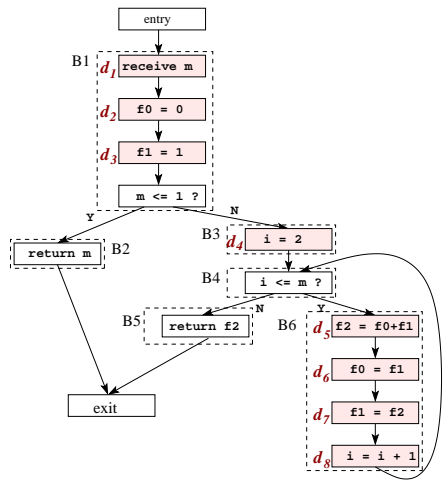 entry
B1
d1 receive m
d2 f0 = 0
d3 f1 = 1
m <= 1 ?
Y N
B3
d4 i = 2
return m B2
B4 i <= m ?
N Y
B5 return f2
B6
d5 f2 = f0+f1
d6 f0 = f1
d7 f1 = f2
exit
d8 i = i + 1